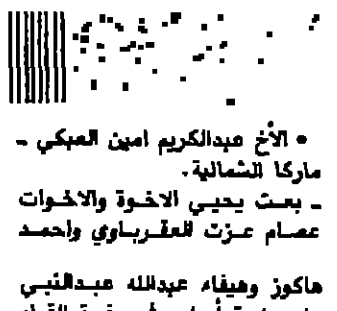 • الأخ عبدالكريم امين العبكي ـ
ماركا الشمالية.
ـ بعث يحيي الاخوة والاخوات
عصام عزت العقرباوي واحمد
هاكوز وهيفاء عبدالله عبدالنبي